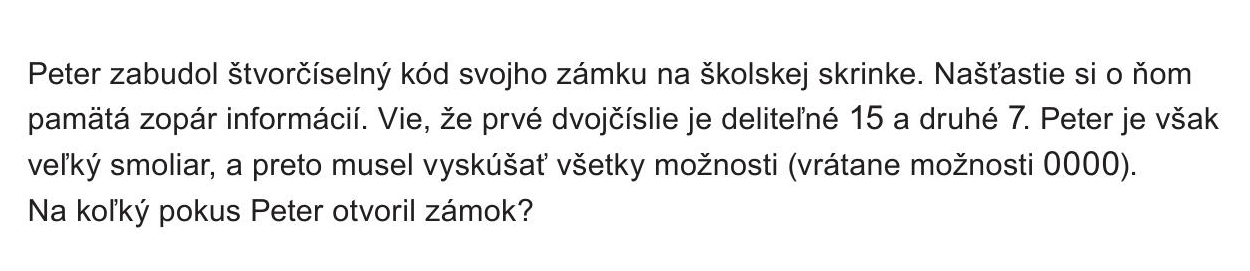 Peter zabudol štvorčíselný kód svojho zámku na školskej skrinke. Našťastie si o ňom
pamätá zopár informácií. Vie, že prvé dvojčíslie je deliteľné 15 a druhé 7. Peter je však
veľký smoliar, a preto musel vyskúšať všetky možnosti (vrátane možnosti 0000).
Na koľký pokus Peter otvoril zámok?